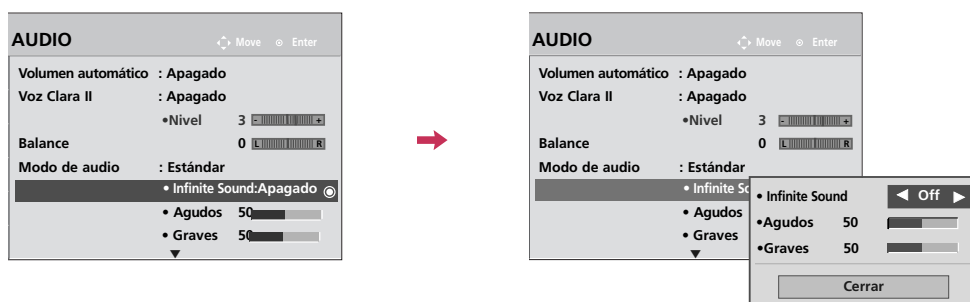 AUDIO Move Enter
Volumen automático : Apagado
Voz Clara II : Apagado
•Nivel 3 - +
Balance 0 L R
Modo de audio : Estándar
• Infinite Sound:Apagado
• Agudos 50
• Graves 50
AUDIO Move Enter
Volumen automático : Apagado
Voz Clara II : Apagado
•Nivel 3 - +
Balance 0 L R
Modo de audio : Estándar
• Infinite
• Agudos
• Graves
• Infinite Sound Off
•Agudos 50
•Graves 50
Cerrar